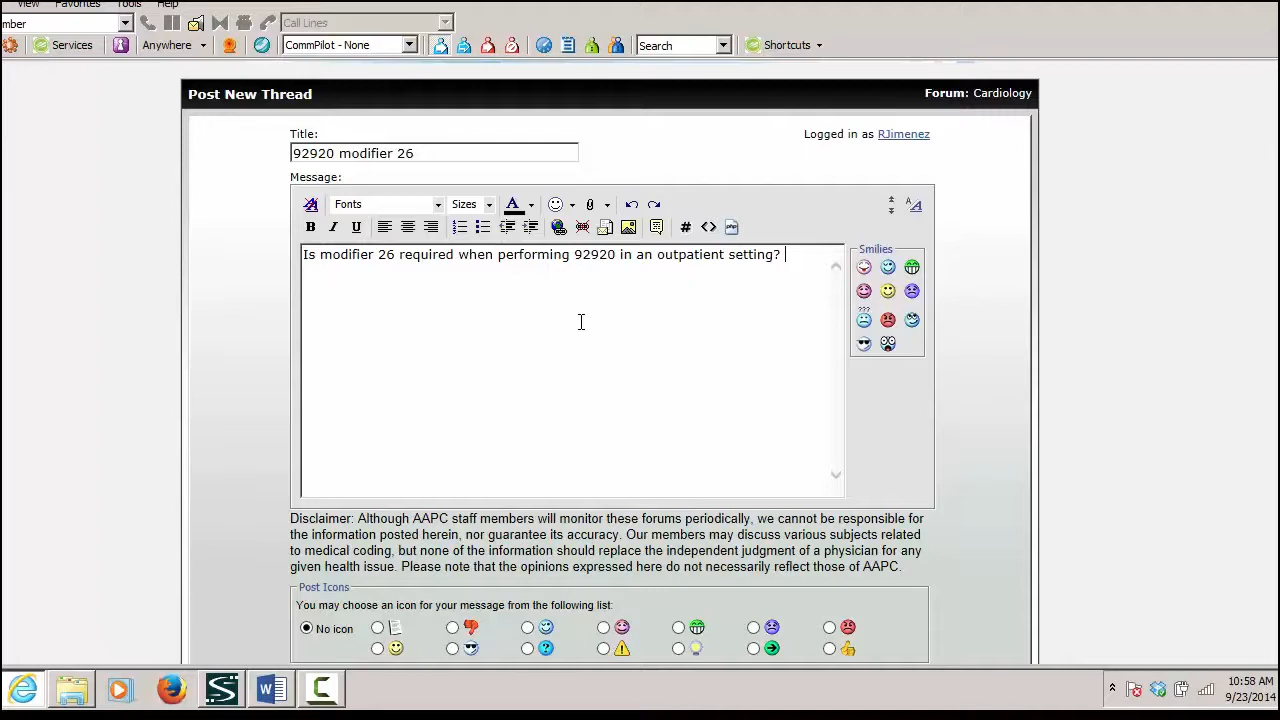 View Favorites Tools Help
mber Call Lines
Services Anywhere CommPilot - None Search Shortcuts
Post New Thread Forum: Cardiology
Title: Logged in as RJimenez
92920 modifier 26
Message:
Fonts Sizes A A
B I U # <> php
Is modifier 26 required when performing 92920 in an outpatient setting?
Smilies
???
Disclaimer: Although AAPC staff members will monitor these forums periodically, we cannot be responsible for
the information posted herein, nor guarantee its accuracy. Our members may discuss various subjects related
to medical coding, but none of the information should replace the independent judgment of a physician for any
given health issue. Please note that the opinions expressed here do not necessarily reflect those of AAPC.
Post Icons
You may choose an icon for your message from the following list:
No icon
10:58 AM
9/23/2014